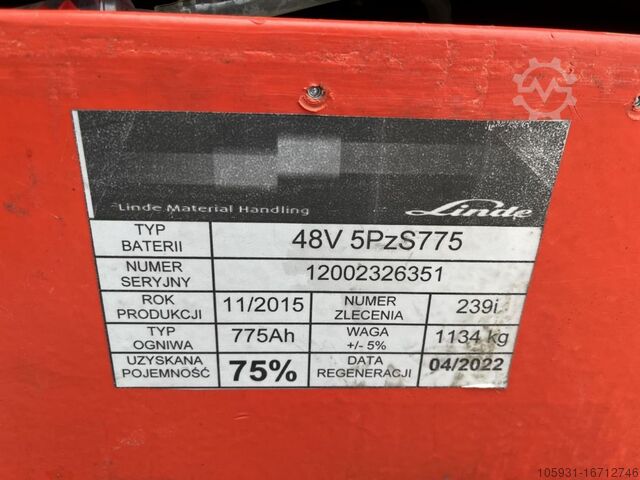 Linde Material Handling
Linde
TYP BATERII 48V 5PzS775
NUMER SERYJNY 12002326351
ROK PRODUKCJI 11/2015 NUMER ZLECENIA 239i
TYP OGNIWA 775Ah WAGA +/- 5% 1134 kg
UZYSKANA POJEMNOŚĆ 75% DATA REGENERACJI 04/2022
105931-16712746